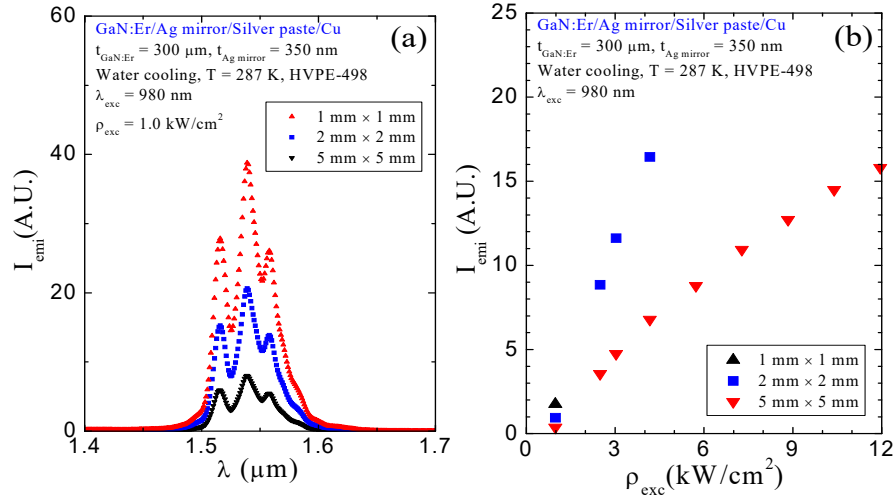 GaN:Er/Ag mirror/Silver paste/Cu
t_GaN:Er = 300 μm, t_Ag mirror = 350 nm
Water cooling, T = 287 K, HVPE-498
λ_exc = 980 nm
ρ_exc = 1.0 kW/cm²
(a)
1 mm × 1 mm
2 mm × 2 mm
5 mm × 5 mm
60
40
20
0
I_emi (A.U.)
1.4 1.5 1.6 1.7
λ (μm)
GaN:Er/Ag mirror/Silver paste/Cu
t_GaN:Er = 300 μm, t_Ag mirror = 350 nm
Water cooling, T = 287 K, HVPE-498
λ_exc = 980 nm
(b)
25
20
15
10
5
0
I_emi (A.U.)
1 mm × 1 mm
2 mm × 2 mm
5 mm × 5 mm
0 3 6 9 12
ρ_exc (kW/cm²)